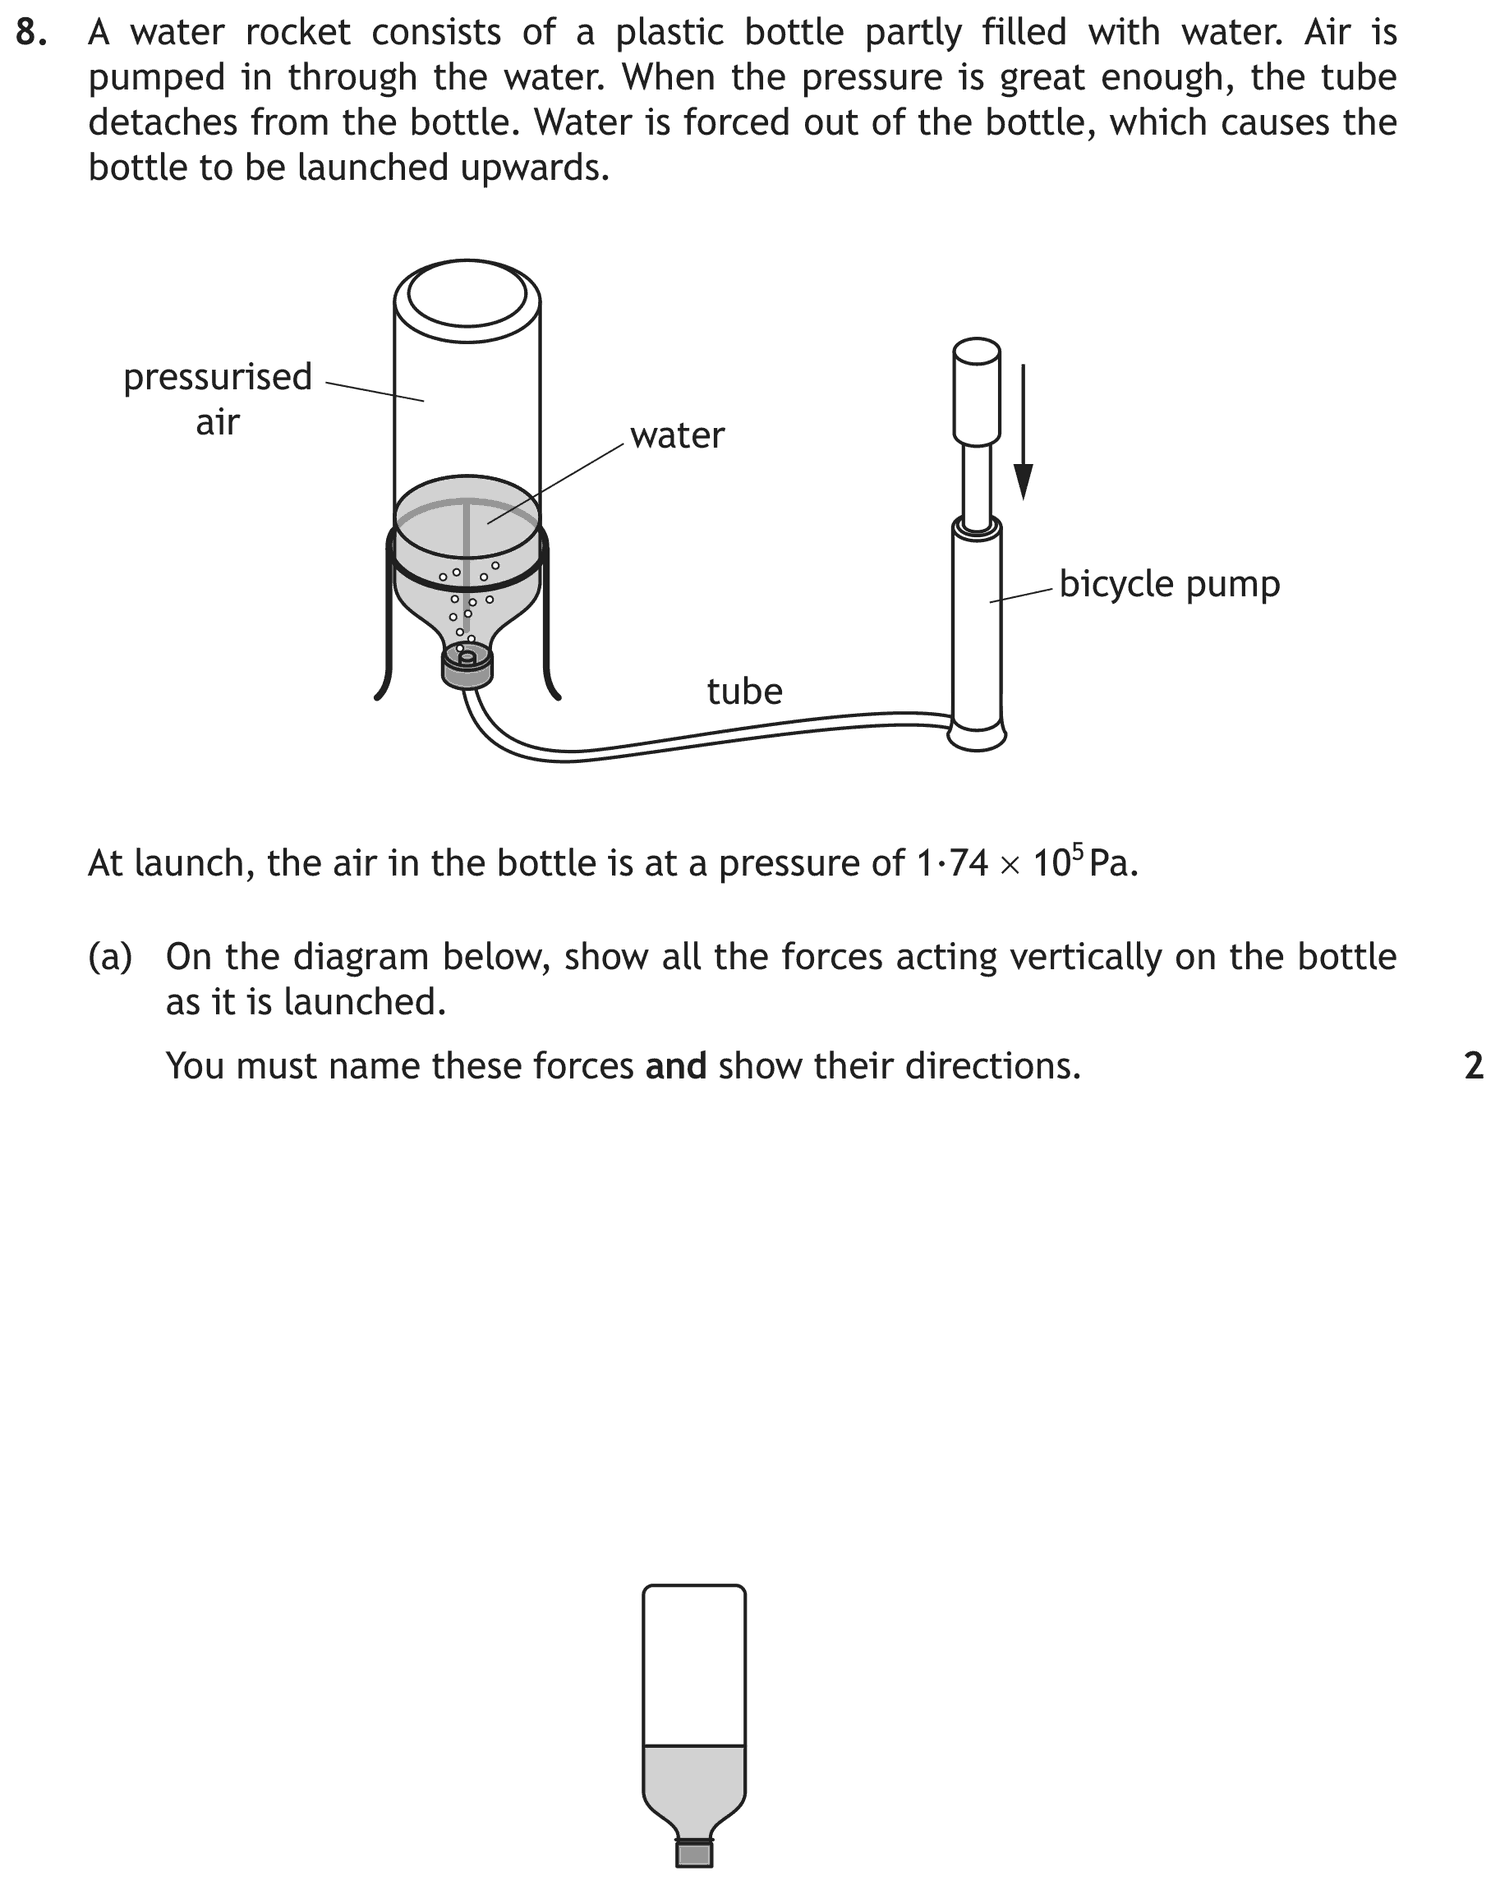 8. A water rocket consists of a plastic bottle partly filled with water. Air is
pumped in through the water. When the pressure is great enough, the tube
detaches from the bottle. Water is forced out of the bottle, which causes the
bottle to be launched upwards.
pressurised
air
water
bicycle pump
tube
At launch, the air in the bottle is at a pressure of 1·74 × 10⁵ Pa.
(a) On the diagram below, show all the forces acting vertically on the bottle
as it is launched.
You must name these forces and show their directions. 2